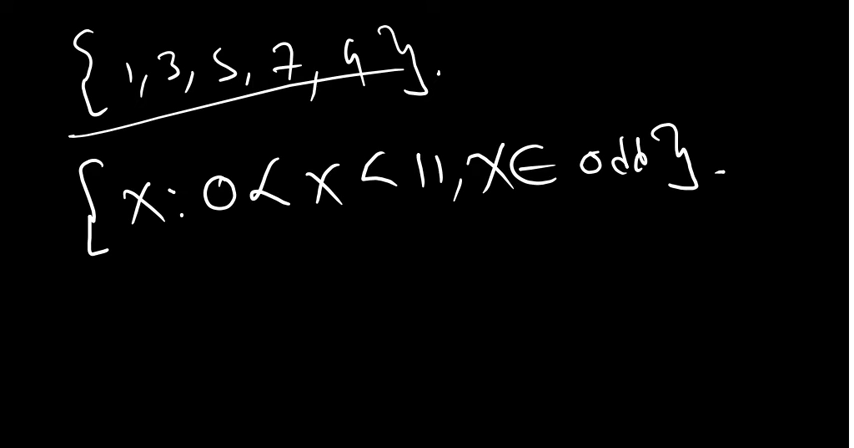 {1, 3, 5, 7, 9}.
{x: 0 < x < 11, x ∈ odd}.